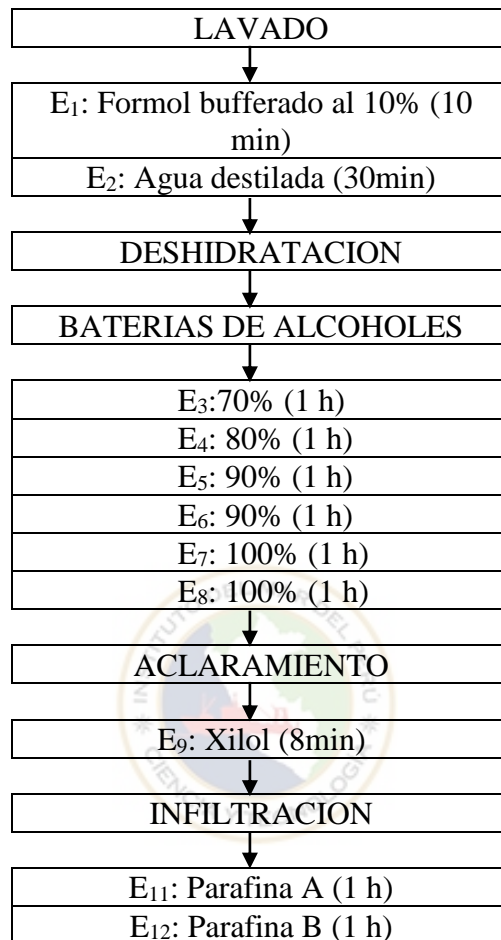 LAVADO
E₁: Formol bufferado al 10% (10
min)
E₂: Agua destilada (30min)
DESHIDRATACION
BATERIAS DE ALCOHOLES
E₃:70% (1 h)
E₄: 80% (1 h)
E₅: 90% (1 h)
E₆: 90% (1 h)
E₇: 100% (1 h)
E₈: 100% (1 h)
ACLARAMIENTO
E₉: Xilol (8min)
INFILTRACION
E₁₁: Parafina A (1 h)
E₁₂: Parafina B (1 h)